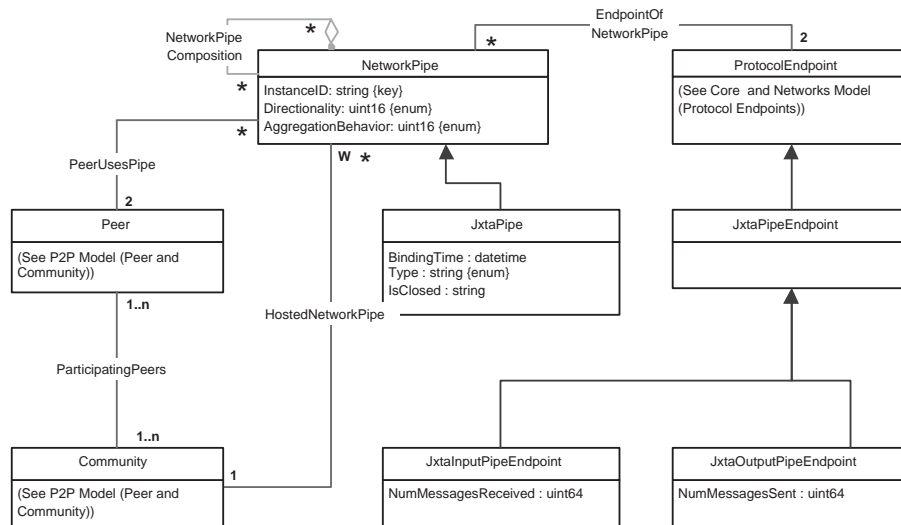 EndpointOf
NetworkPipe
NetworkPipe
Composition
*
*
*
2
NetworkPipe
InstanceID: string {key}
Directionality: uint16 {enum}
AggregationBehavior: uint16 {enum}
ProtocolEndpoint
(See Core and Networks Model
(Protocol Endpoints))
*
W *
PeerUsesPipe
2
Peer
(See P2P Model (Peer and
Community))
JxtaPipe
BindingTime : datetime
Type : string {enum}
IsClosed : string
JxtaPipeEndpoint
1..n
HostedNetworkPipe
ParticipatingPeers
1..n
Community
(See P2P Model (Peer and
Community))
1
JxtaInputPipeEndpoint
NumMessagesReceived : uint64
JxtaOutputPipeEndpoint
NumMessagesSent : uint64